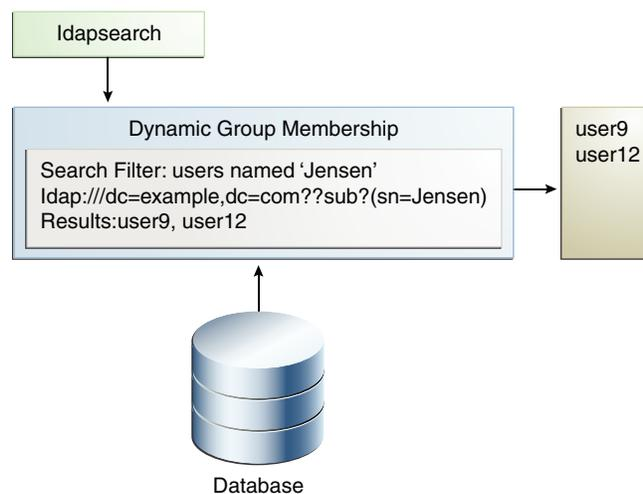 ldapsearch
Dynamic Group Membership
Search Filter: users named ‘Jensen’
ldap:///dc=example,dc=com??sub?(sn=Jensen)
Results:user9, user12
user9
user12
Database